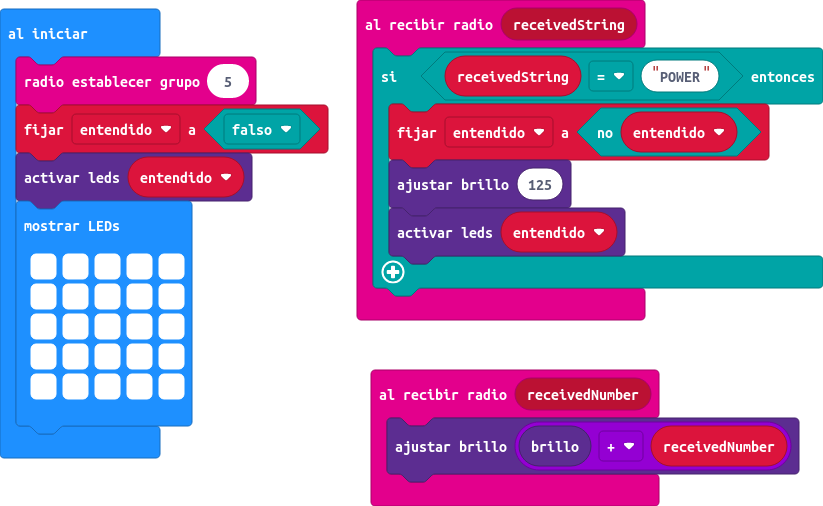 al iniciar
radio establecer grupo 5
fijar entendido a falso
activar leds entendido
mostrar LEDs
al recibir radio receivedString
si receivedString = "POWER" entonces
fijar entendido a no entendido
ajustar brillo 125
activar leds entendido
al recibir radio receivedNumber
ajustar brillo brillo + receivedNumber